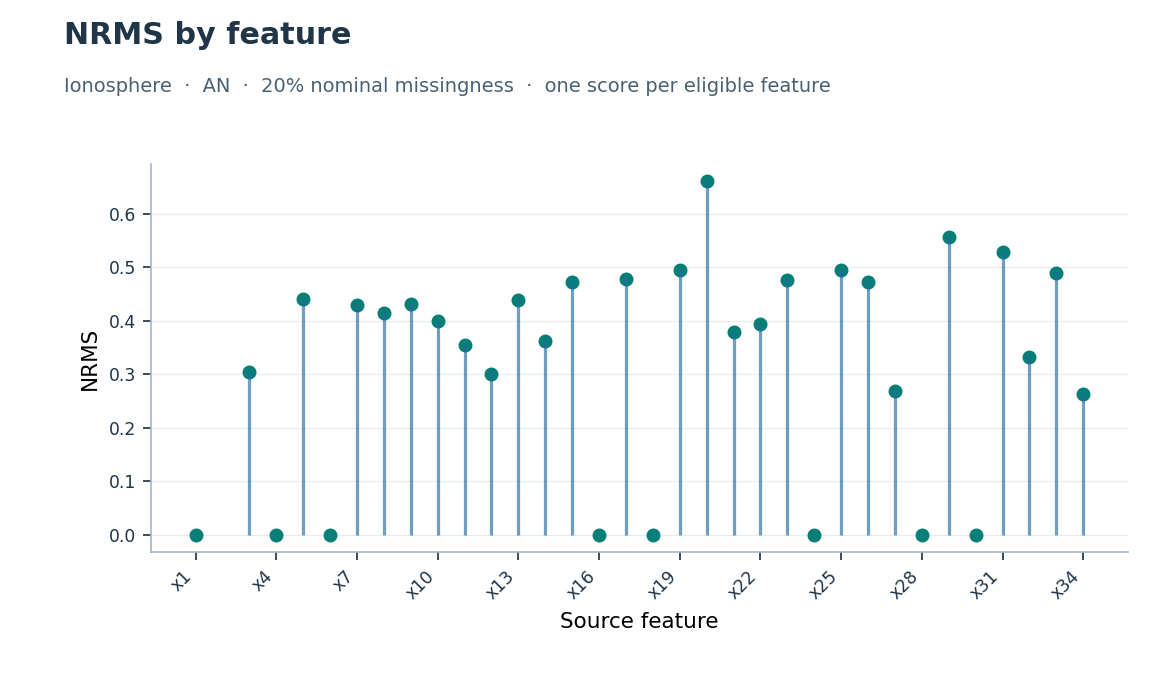 NRMS by feature
Ionosphere · AN · 20% nominal missingness · one score per eligible feature
NRMS
0.6
0.5
0.4
0.3
0.2
0.1
0.0
x1 x4 x7 x10 x13 x16 x19 x22 x25 x28 x31 x34
Source feature